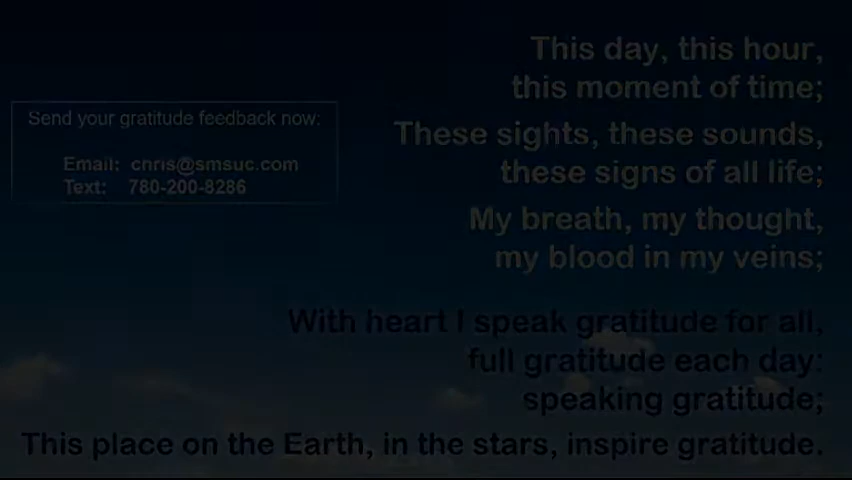 This day, this hour,
this moment of time;
Send your gratitude feedback now:
Email: chris@smsuc.com
Text: 780-200-8286
These sights, these sounds,
these signs of all life;
My breath, my thought,
my blood in my veins;
With heart I speak gratitude for all,
full gratitude each day:
speaking gratitude;
This place on the Earth, in the stars, inspire gratitude.